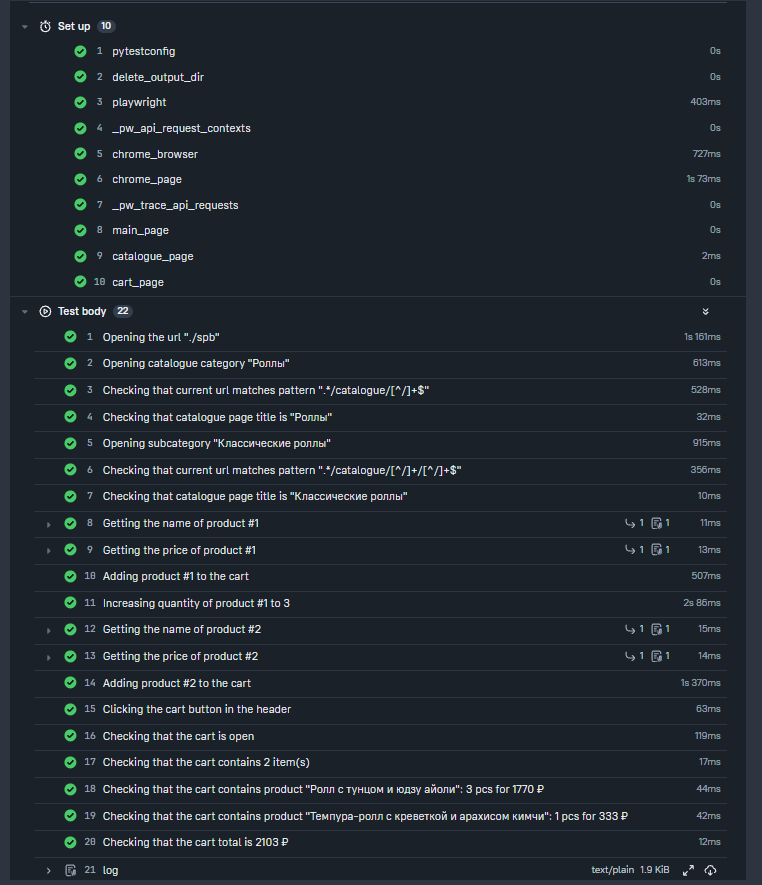 Set up 10
1 pytestconfig 0s
2 delete_output_dir 0s
3 playwright 403ms
4 _pw_api_request_contexts 0s
5 chrome_browser 727ms
6 chrome_page 1s 73ms
7 _pw_trace_api_requests 0s
8 main_page 0s
9 catalogue_page 2ms
10 cart_page 0s
Test body 22
1 Opening the url "./spb" 1s 161ms
2 Opening catalogue category "Роллы" 613ms
3 Checking that current url matches pattern ".*/catalogue/[^/]+$" 528ms
4 Checking that catalogue page title is "Роллы" 32ms
5 Opening subcategory "Классические роллы" 915ms
6 Checking that current url matches pattern ".*/catalogue/[^/]+/[^/]+$" 356ms
7 Checking that catalogue page title is "Классические роллы" 10ms
8 Getting the name of product #1 1 1 11ms
9 Getting the price of product #1 1 1 13ms
10 Adding product #1 to the cart 507ms
11 Increasing quantity of product #1 to 3 2s 86ms
12 Getting the name of product #2 1 1 15ms
13 Getting the price of product #2 1 1 14ms
14 Adding product #2 to the cart 1s 370ms
15 Clicking the cart button in the header 63ms
16 Checking that the cart is open 119ms
17 Checking that the cart contains 2 item(s) 17ms
18 Checking that the cart contains product "Ролл с тунцом и юдзу айоли": 3 pcs for 1770 ₽ 44ms
19 Checking that the cart contains product "Темпура-ролл с креветкой и арахисом кимчи": 1 pcs for 333 ₽ 42ms
20 Checking that the cart total is 2103 ₽ 12ms
21 log text/plain 1.9 KiB